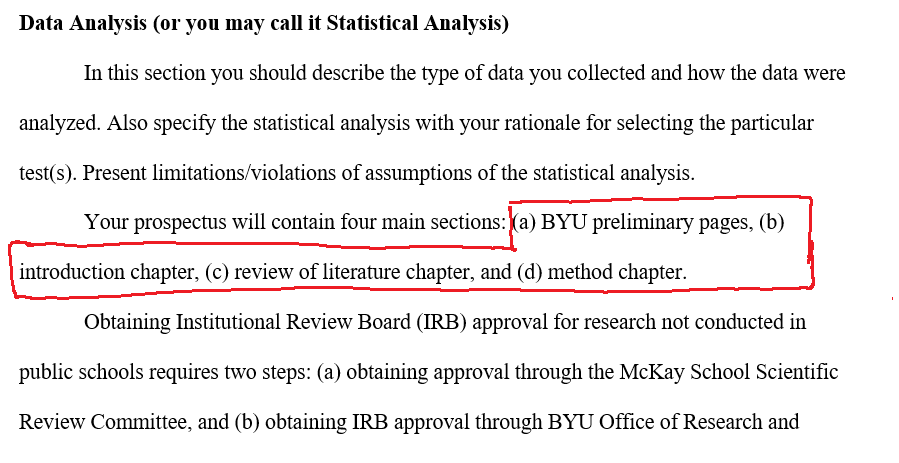 Data Analysis (or you may call it Statistical Analysis)
In this section you should describe the type of data you collected and how the data were
analyzed. Also specify the statistical analysis with your rationale for selecting the particular
test(s). Present limitations/violations of assumptions of the statistical analysis.
Your prospectus will contain four main sections: (a) BYU preliminary pages, (b)
introduction chapter, (c) review of literature chapter, and (d) method chapter.
Obtaining Institutional Review Board (IRB) approval for research not conducted in
public schools requires two steps: (a) obtaining approval through the McKay School Scientific
Review Committee, and (b) obtaining IRB approval through BYU Office of Research and